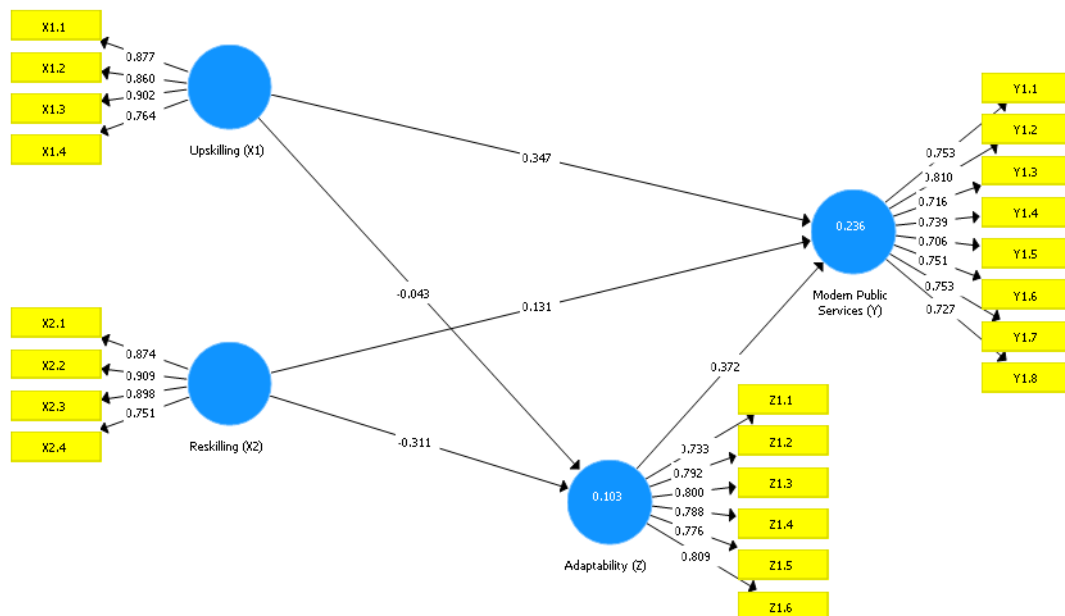 X1.1
X1.2
X1.3
X1.4
0.877
0.860
0.902
0.764
Upskilling (X1)
0.347
-0.043
X2.1
X2.2
X2.3
X2.4
0.874
0.909
0.898
0.751
Reskilling (X2)
0.131
-0.311
0.372
0.236
Modern Public
Services (Y)
0.753
0.810
0.716
0.739
0.706
0.751
0.753
0.727
Y1.1
Y1.2
Y1.3
Y1.4
Y1.5
Y1.6
Y1.7
Y1.8
0.103
Adaptability (Z)
0.733
0.792
0.800
0.788
0.776
0.809
Z1.1
Z1.2
Z1.3
Z1.4
Z1.5
Z1.6